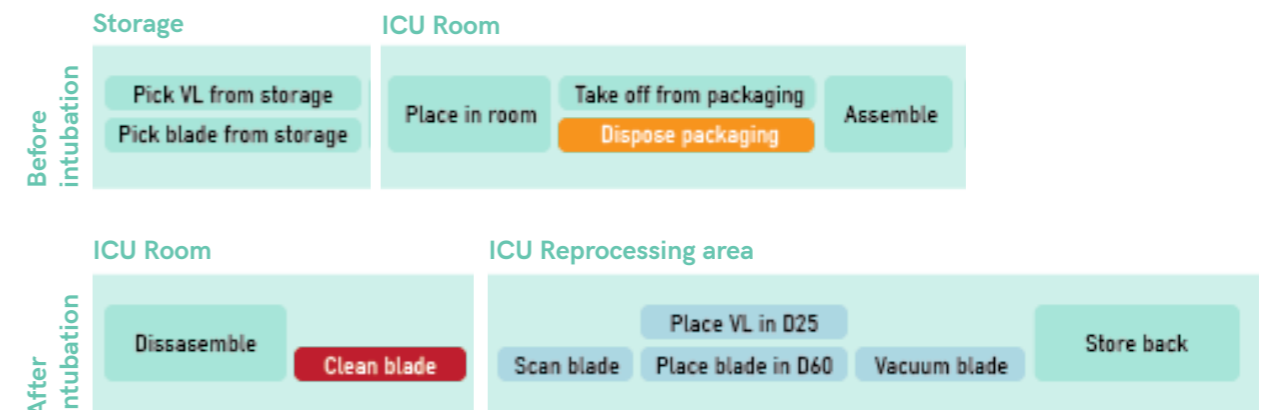 Storage
ICU Room
Before
intubation
Pick VL from storage
Pick blade from storage
Place in room
Take off from packaging
Dispose packaging
Assemble
ICU Room
ICU Reprocessing area
After
intubation
Dissasemble
Clean blade
Scan blade
Place VL in D25
Place blade in D60
Vacuum blade
Store back